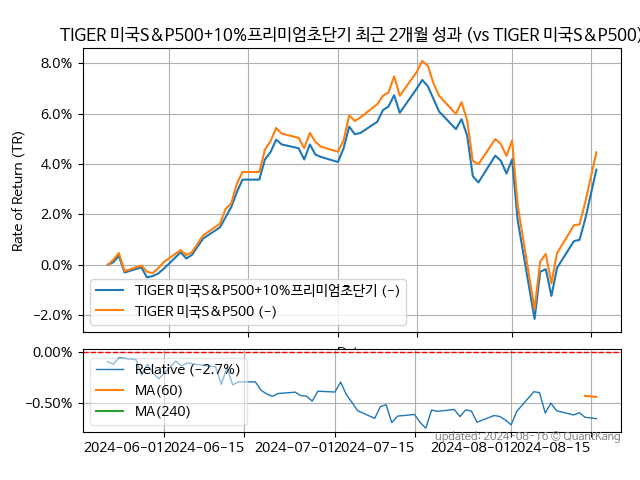 TIGER 미국S&P500+10%프리미엄초단기 최근 2개월 성과 (vs TIGER 미국S&P500)
Rate of Return (TR)
8.0%
6.0%
4.0%
2.0%
0.0%
−2.0%
TIGER 미국S&P500+10%프리미엄초단기 (-)
TIGER 미국S&P500 (-)
0.00%
−0.50%
Relative (-2.7%)
MA(60)
MA(240)
updated: 2024-08-16 © QuantKang
2024-06-01 2024-06-15 2024-07-01 2024-07-15 2024-08-01 2024-08-15